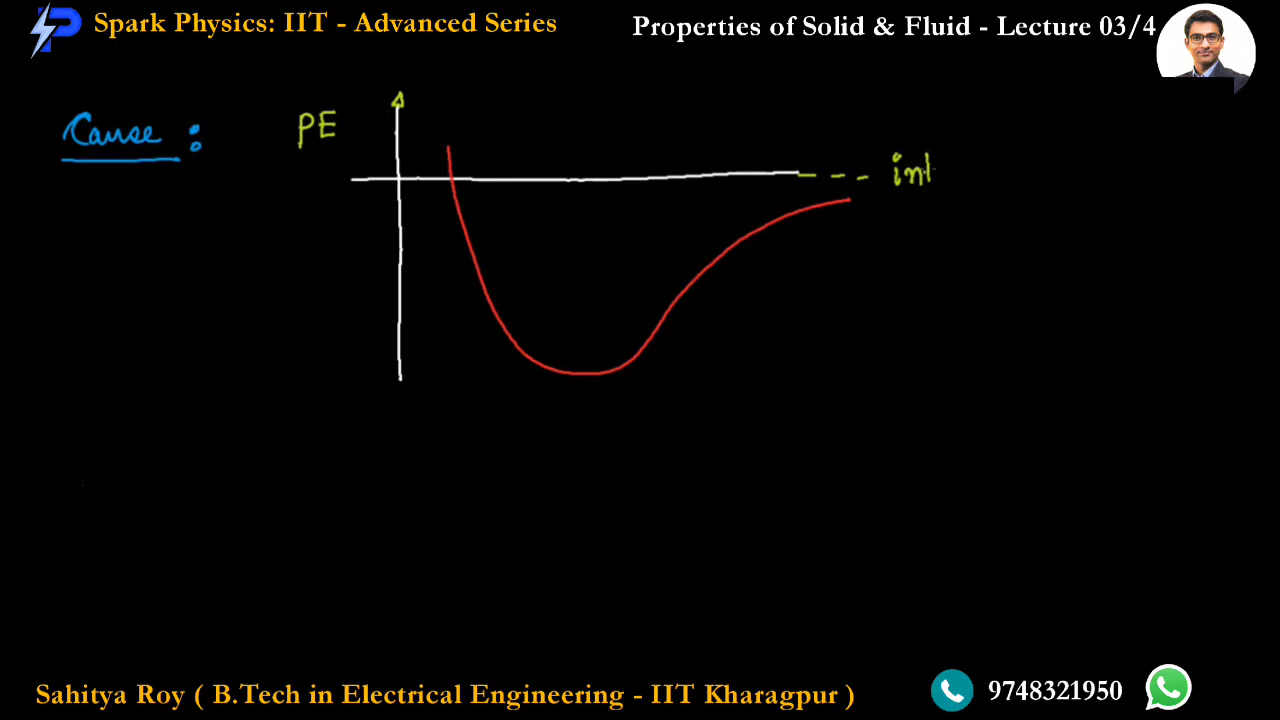 Spark Physics: IIT - Advanced Series
Properties of Solid & Fluid - Lecture 03/4
Cause :
PE
Sahitya Roy ( B.Tech in Electrical Engineering - IIT Kharagpur )
9748321950